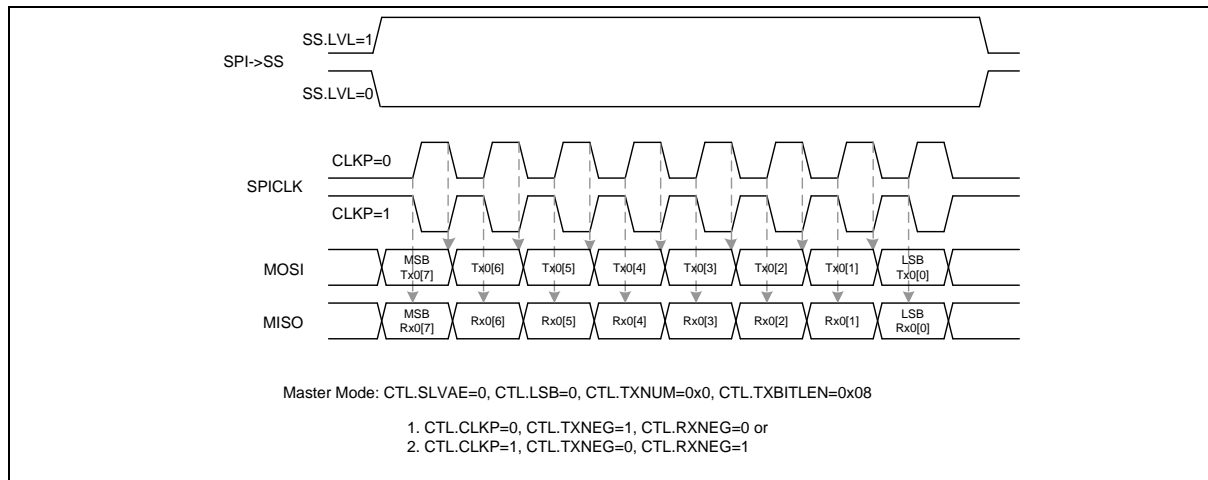 SS.LVL=1
SPI->SS
SS.LVL=0
CLKP=0
SPICLK
CLKP=1
MOSI
MSB
Tx0[7]
Tx0[6]
Tx0[5]
Tx0[4]
Tx0[3]
Tx0[2]
Tx0[1]
LSB
Tx0[0]
MISO
MSB
Rx0[7]
Rx0[6]
Rx0[5]
Rx0[4]
Rx0[3]
Rx0[2]
Rx0[1]
LSB
Rx0[0]
Master Mode: CTL.SLVAE=0, CTL.LSB=0, CTL.TXNUM=0x0, CTL.TXBITLEN=0x08
1. CTL.CLKP=0, CTL.TXNEG=1, CTL.RXNEG=0 or
2. CTL.CLKP=1, CTL.TXNEG=0, CTL.RXNEG=1